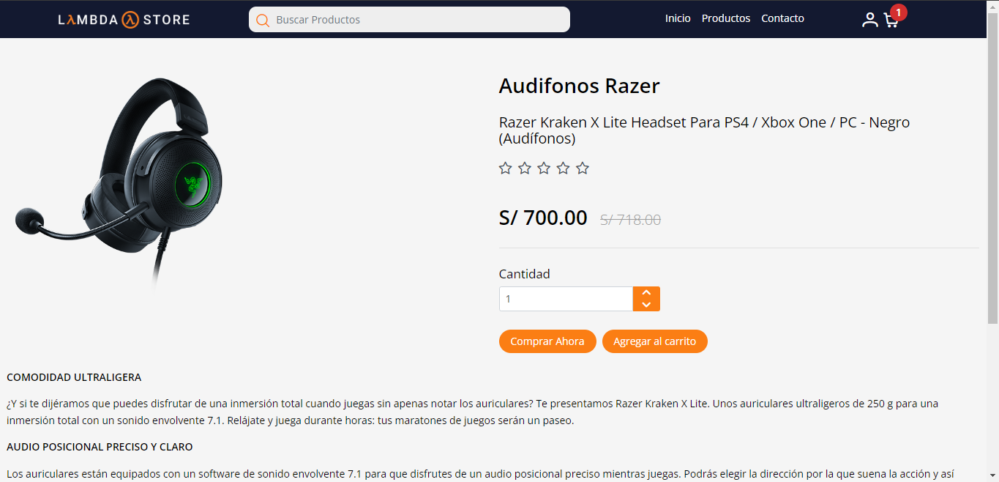 LΛMBDA λ STORE
Buscar Productos
Inicio Productos Contacto
1
Audifonos Razer
Razer Kraken X Lite Headset Para PS4 / Xbox One / PC - Negro
(Audífonos)
S/ 700.00 S/ 718.00
Cantidad
1
Comprar Ahora Agregar al carrito
COMODIDAD ULTRALIGERA
¿Y si te dijéramos que puedes disfrutar de una inmersión total cuando juegas sin apenas notar los auriculares? Te presentamos Razer Kraken X Lite. Unos auriculares ultraligeros de 250 g para una
inmersión total con un sonido envolvente 7.1. Relájate y juega durante horas: tus maratones de juegos serán un paseo.
AUDIO POSICIONAL PRECISO Y CLARO
Los auriculares están equipados con un software de sonido envolvente 7.1 para que disfrutes de un audio posicional preciso mientras juegas. Podrás elegir la dirección por la que suena la acción y así